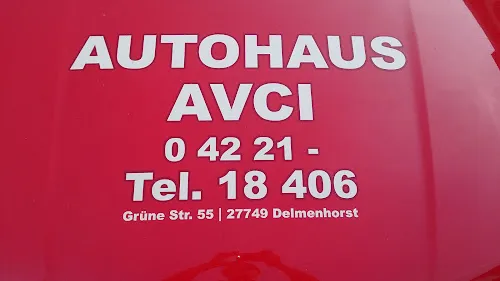 AUTOHAUS
AVCI
0 42 21 -
Tel. 18 406
Grüne Str. 55 | 27749 Delmenhorst